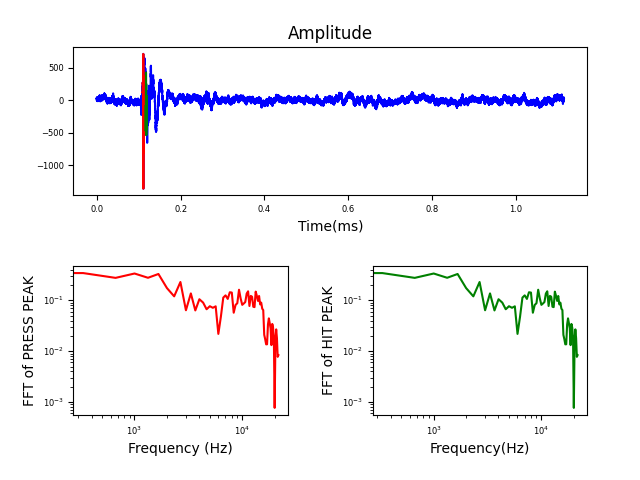 Amplitude
500
0
−500
−1000
0.0 0.2 0.4 0.6 0.8 1.0
Time(ms)
FFT of PRESS PEAK
10⁻¹
10⁻²
10⁻³
10³ 10⁴
Frequency (Hz)
FFT of HIT PEAK
10⁻¹
10⁻²
10⁻³
10³ 10⁴
Frequency(Hz)